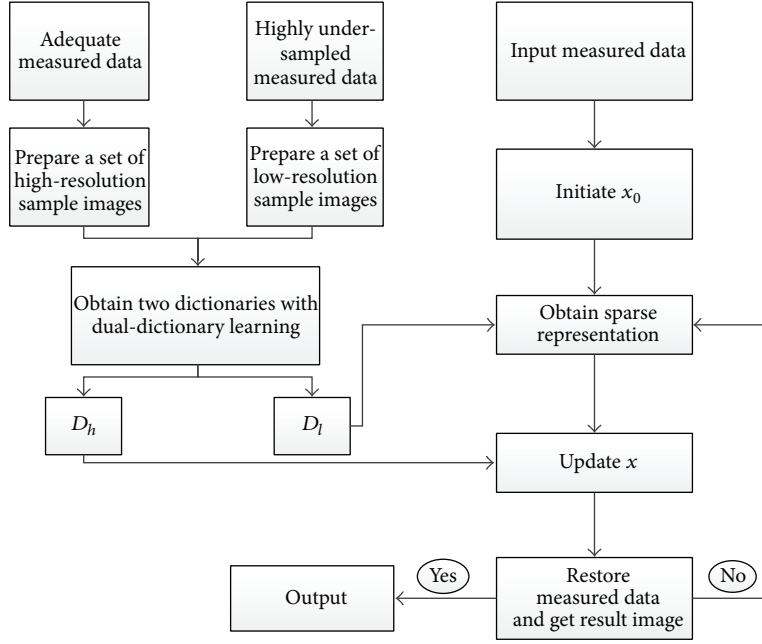 Adequate
measured data
Highly under-
sampled
measured data
Input measured data
Prepare a set of
high-resolution
sample images
Prepare a set of
low-resolution
sample images
Initiate x₀
Obtain two dictionaries with
dual-dictionary learning
Obtain sparse
representation
D_h
D_l
Update x
Output
Yes
Restore
measured data
and get result image
No